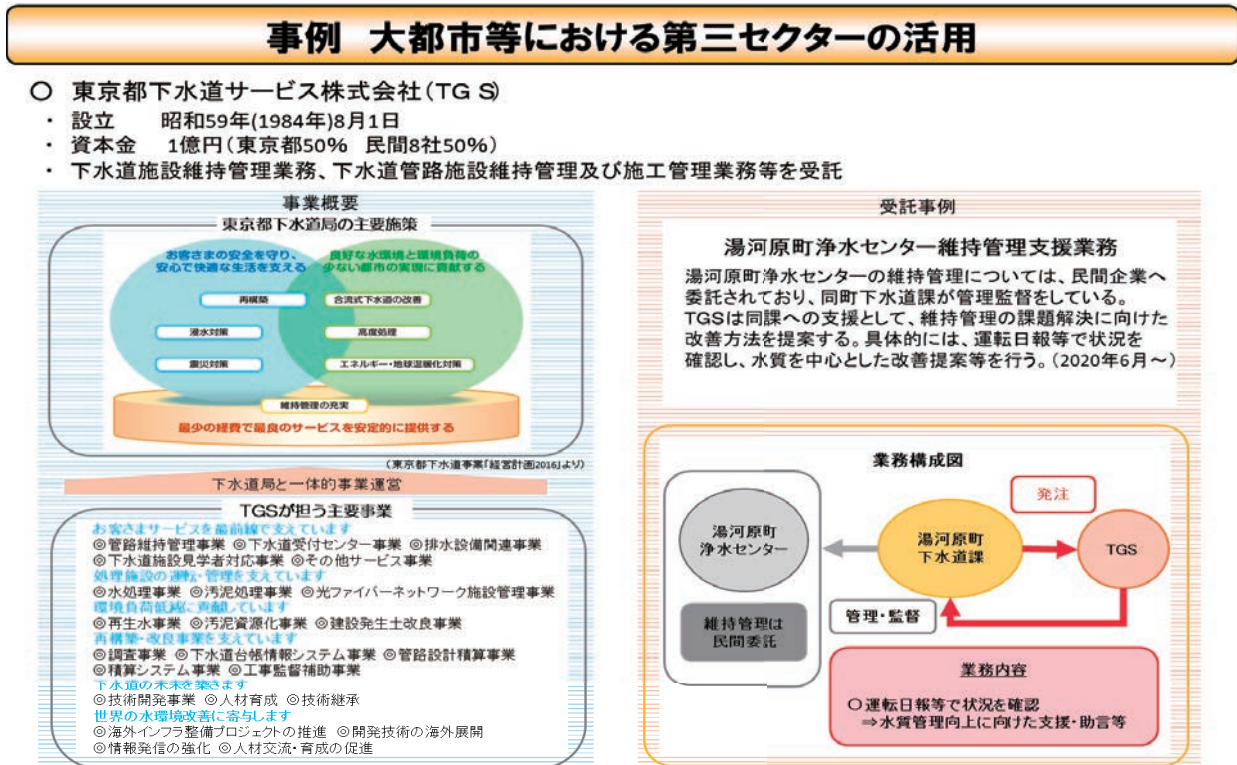 事例 大都市等における第三セクターの活用
〇 東京都下水道サービス株式会社(TGS)
・ 設立 昭和59年(1984年)8月1日
・ 資本金 1億円(東京都50% 民間8社50%)
・ 下水道施設維持管理業務、下水道管路施設維持管理及び施工管理業務等を受託
事業概要
東京都下水道局の主要施策
お客さまの安全を守り、
安心で快適な生活を支える
良好な水環境と環境負荷の
少ない都市の実現に貢献する
再構築
合流式下水道の改善
浸水対策
高度処理
震災対策
エネルギー・地球温暖化対策
維持管理の充実
最少の経費で最良のサービスを安定的に提供する
(東京都下水道事業「経営計画2016」より)
下水道局と一体的事業運営
TGSが担う主要事業
お客さまサービスを最前線で支えています
◎管路維持管理事業 ◎下水道受付センター事業 ◎排水設備関連事業
◎下水道施設見学者対応事業 ◎その他サービス事業
処理施設の運転・管理を支えています
◎水処理事業 ◎汚泥処理事業 ◎光ファイバーネットワーク施設管理事業
環境負荷低減に貢献しています
◎再生水事業 ◎汚泥資源化事業 ◎建設発生土改良事業
再構築・改良事業を支えています
◎調査事業 ◎下水道台帳情報システム事業 ◎管路設計積算事業
◎積算システム事業 ◎工事監督補助事業
下水道の未来を築きます
◎技術開発事業 ◎人材育成 ◎技術継承
世界の水環境改善に寄与します
◎海外インフラ整備プロジェクトの推進 ◎開発技術の海外展開
◎情報発信の強化 ◎人材交流・育成の促進
受託事例
湯河原町浄水センター維持管理支援業務
湯河原町浄水センターの維持管理については、民間企業へ
委託されており、同町下水道課が管理監督をしている。
TGSは同課への支援として、維持管理の課題解決に向けた
改善方法を提案する。具体的には、運転日報等で状況を
確認し、水質を中心とした改善提案等を行う。(2020年6月～)
業務構成図
発注
湯河原町
浄水センター
湯河原町
下水道課
TGS
維持管理は
民間委託
管理・監督
業務内容
〇運転日報等で状況を確認
⇒水質管理向上に向けた支援・助言等